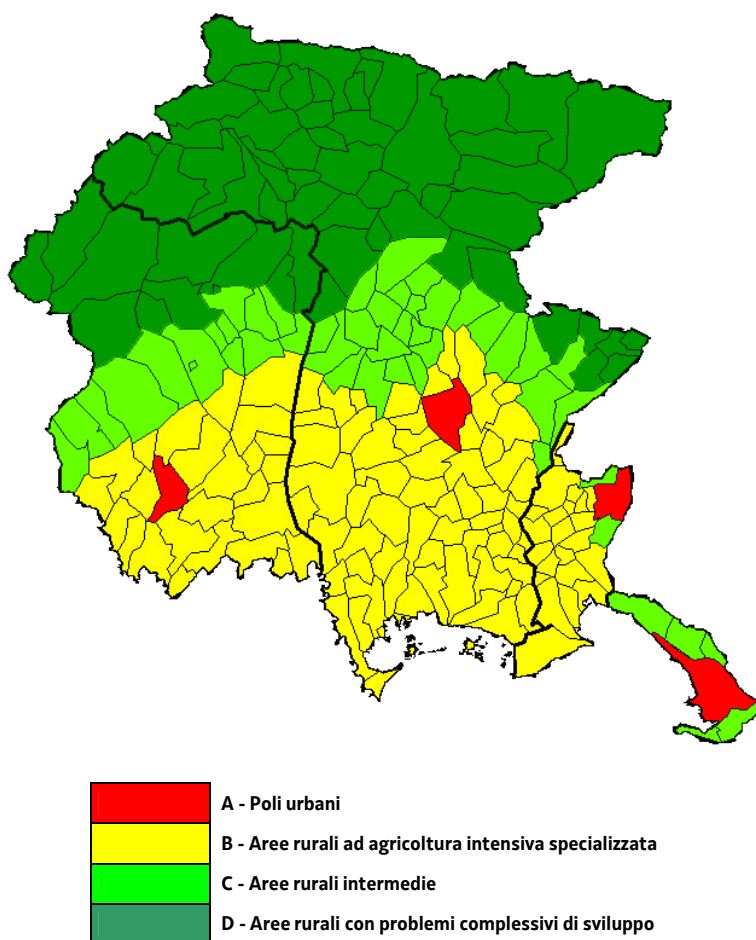 A - Poli urbani
B - Aree rurali ad agricoltura intensiva specializzata
C - Aree rurali intermedie
D - Aree rurali con problemi complessivi di sviluppo